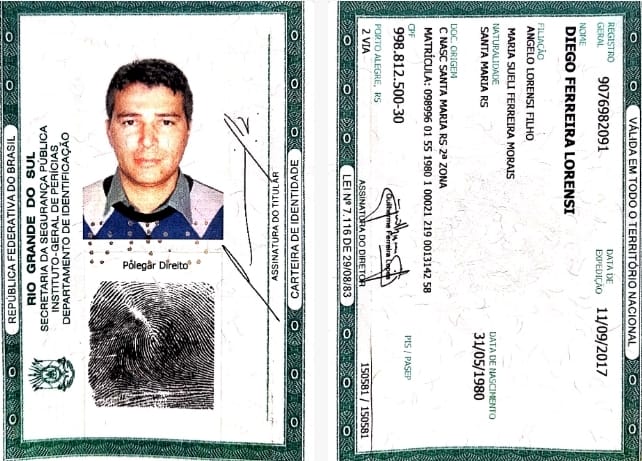 REPÚBLICA FEDERATIVA DO BRASIL
RIO GRANDE DO SUL
SECRETARIA DA SEGURANÇA PÚBLICA
INSTITUTO-GERAL DE PERÍCIAS
DEPARTAMENTO DE IDENTIFICAÇÃO
Polegar Direito
ASSINATURA DO TITULAR
CARTEIRA DE IDENTIDADE
VÁLIDA EM TODO O TERRITÓRIO NACIONAL
REGISTRO GERAL 9076982091 DATA DE EXPEDIÇÃO 11/09/2017
NOME
DIEGO FERREIRA LORENSI
FILIAÇÃO
ANGELO LORENSI FILHO
MARIA SUELI FERREIRA MORAIS
NATURALIDADE DATA DE NASCIMENTO
SANTA MARIA RS 31/05/1980
DOC. ORIGEM
C NASC SANTA MARIA RS 2ª ZONA
MATRÍCULA: 098996 01 55 1980 1 00021 219 0013142 58
CPF PIS / PASEP
998.812.500-30
PORTO ALEGRE, RS
2 VIA 150581 / 150581
Guilherme Ferreira
ASSINATURA DO DIRETOR
LEI Nº 7.116 DE 29/08/83